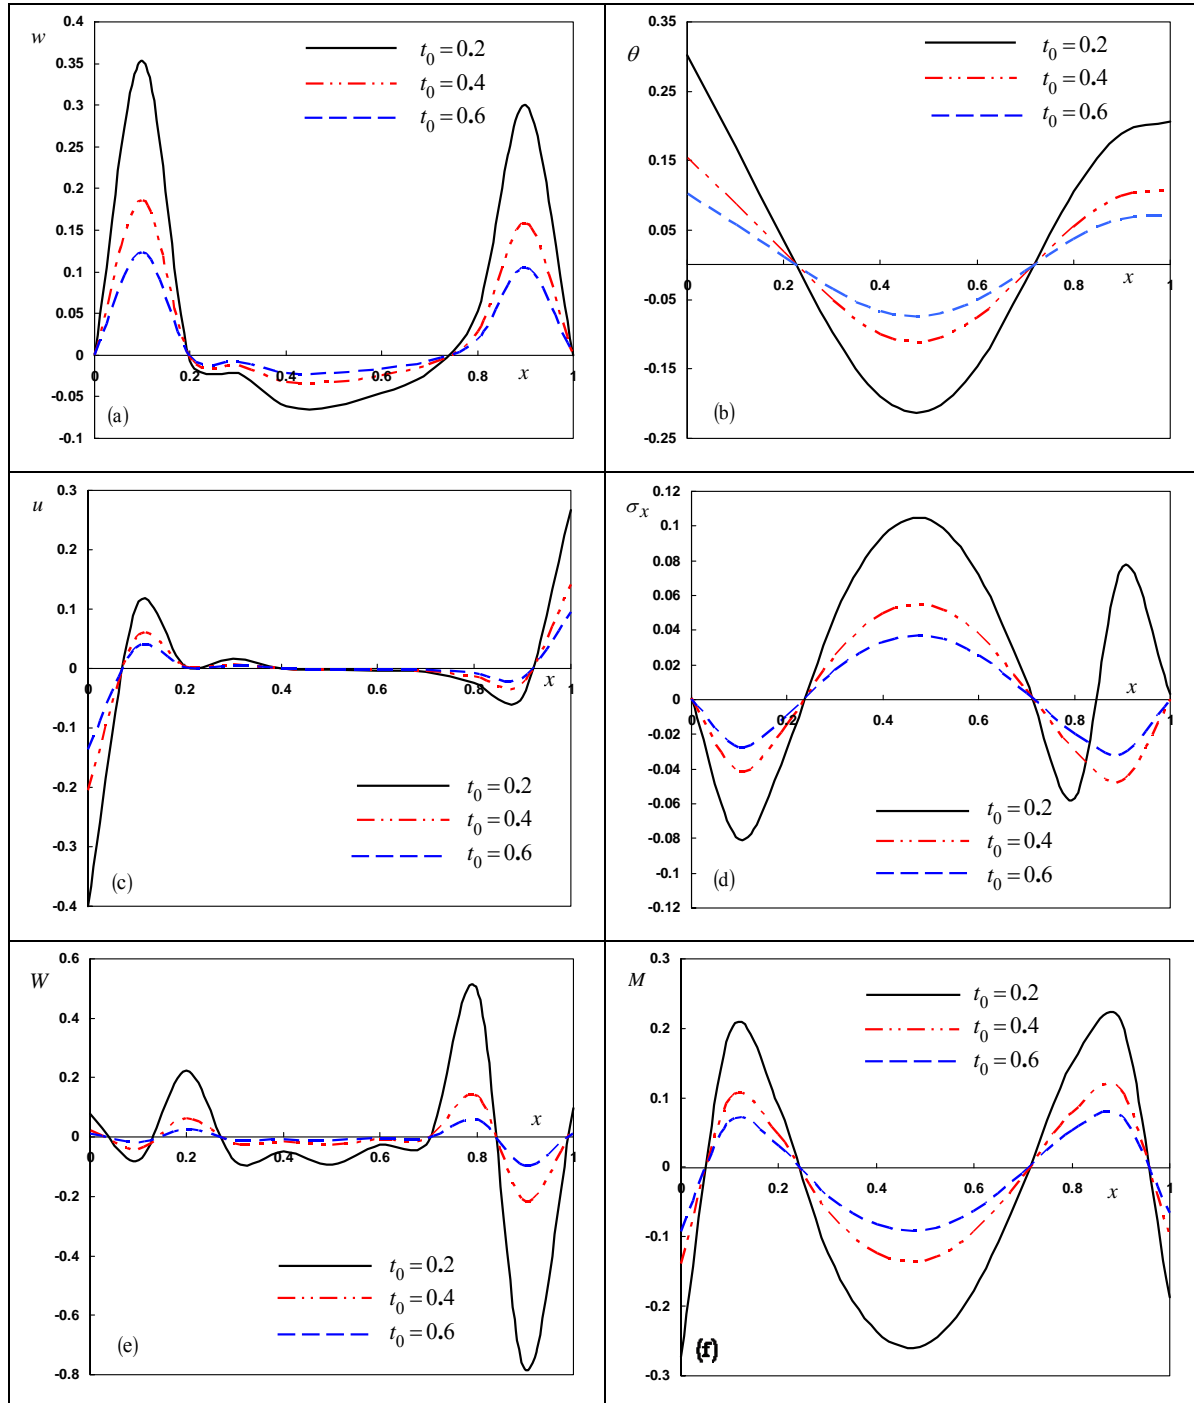 w
0.4
0.35
0.3
0.25
0.2
0.15
0.1
0.05
0
-0.05
-0.1
0 0.2 0.4 0.6 0.8 1
x
t0 = 0.2
t0 = 0.4
t0 = 0.6
(a)
θ
0.35
0.25
0.15
0.05
-0.05
-0.15
-0.25
0.2 0.4 0.6 0.8 1
x
t0 = 0.2
t0 = 0.4
t0 = 0.6
(b)
u
0.3
0.2
0.1
0
-0.1
-0.2
-0.3
-0.4
0 0.2 0.4 0.6 0.8 1
x
t0 = 0.2
t0 = 0.4
t0 = 0.6
(c)
σx
0.12
0.1
0.08
0.06
0.04
0.02
0
-0.02
-0.04
-0.06
-0.08
-0.1
-0.12
0 0.2 0.4 0.6 0.8 1
x
t0 = 0.2
t0 = 0.4
t0 = 0.6
(d)
W
0.6
0.4
0.2
0
-0.2
-0.4
-0.6
-0.8
0 0.2 0.4 0.6 0.8 1
x
t0 = 0.2
t0 = 0.4
t0 = 0.6
(e)
M
0.3
0.2
0.1
0
-0.1
-0.2
-0.3
0 0.2 0.4 0.6 0.8 1
x
t0 = 0.2
t0 = 0.4
t0 = 0.6
(f)